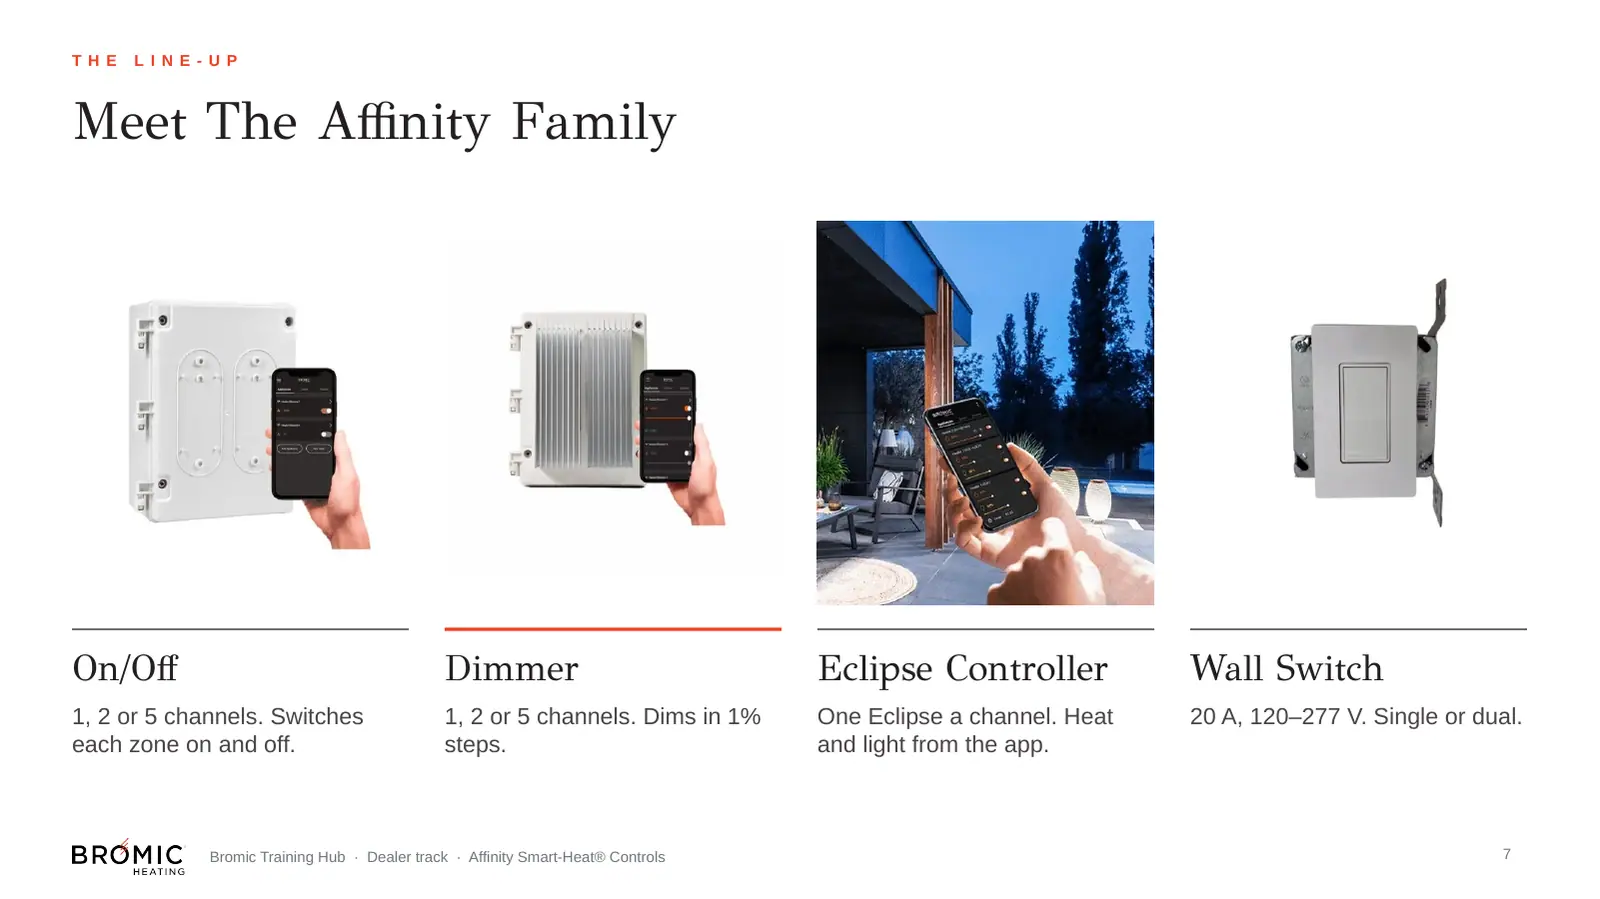 THE LINE-UP
Meet The Affinity Family
On/Off
1, 2 or 5 channels. Switches
each zone on and off.
Dimmer
1, 2 or 5 channels. Dims in 1%
steps.
Eclipse Controller
One Eclipse a channel. Heat
and light from the app.
Wall Switch
20 A, 120–277 V. Single or dual.
BROMIC
HEATING
Bromic Training Hub · Dealer track · Affinity Smart-Heat® Controls
7